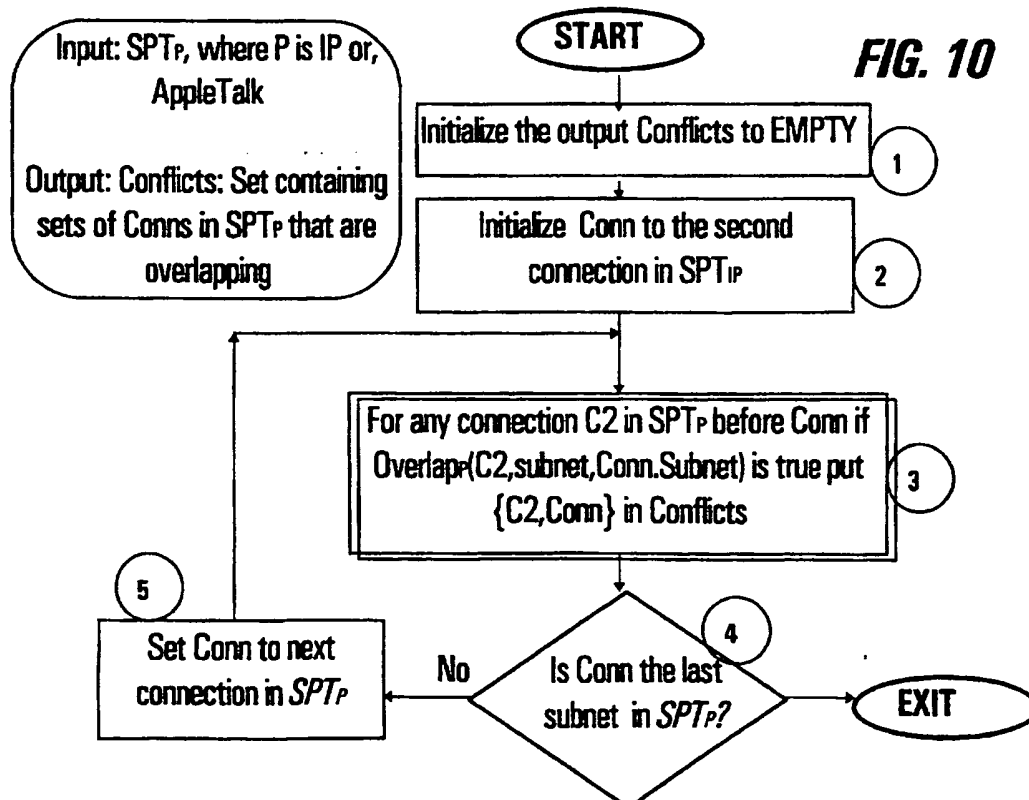 Input: SPTP, where P is IP or,
AppleTalk
Output: Conflicts: Set containing
sets of Conns in SPTP that are
overlapping
START
FIG. 10
Initialize the output Conflicts to EMPTY
1
Initialize Conn to the second
connection in SPTIP
2
For any connection C2 in SPTP before Conn if
OverlapP(C2,subnet,Conn.Subnet) is true put
{C2,Conn} in Conflicts
3
4
Is Conn the last
subnet in SPTP?
No
5
Set Conn to next
connection in SPTP
EXIT